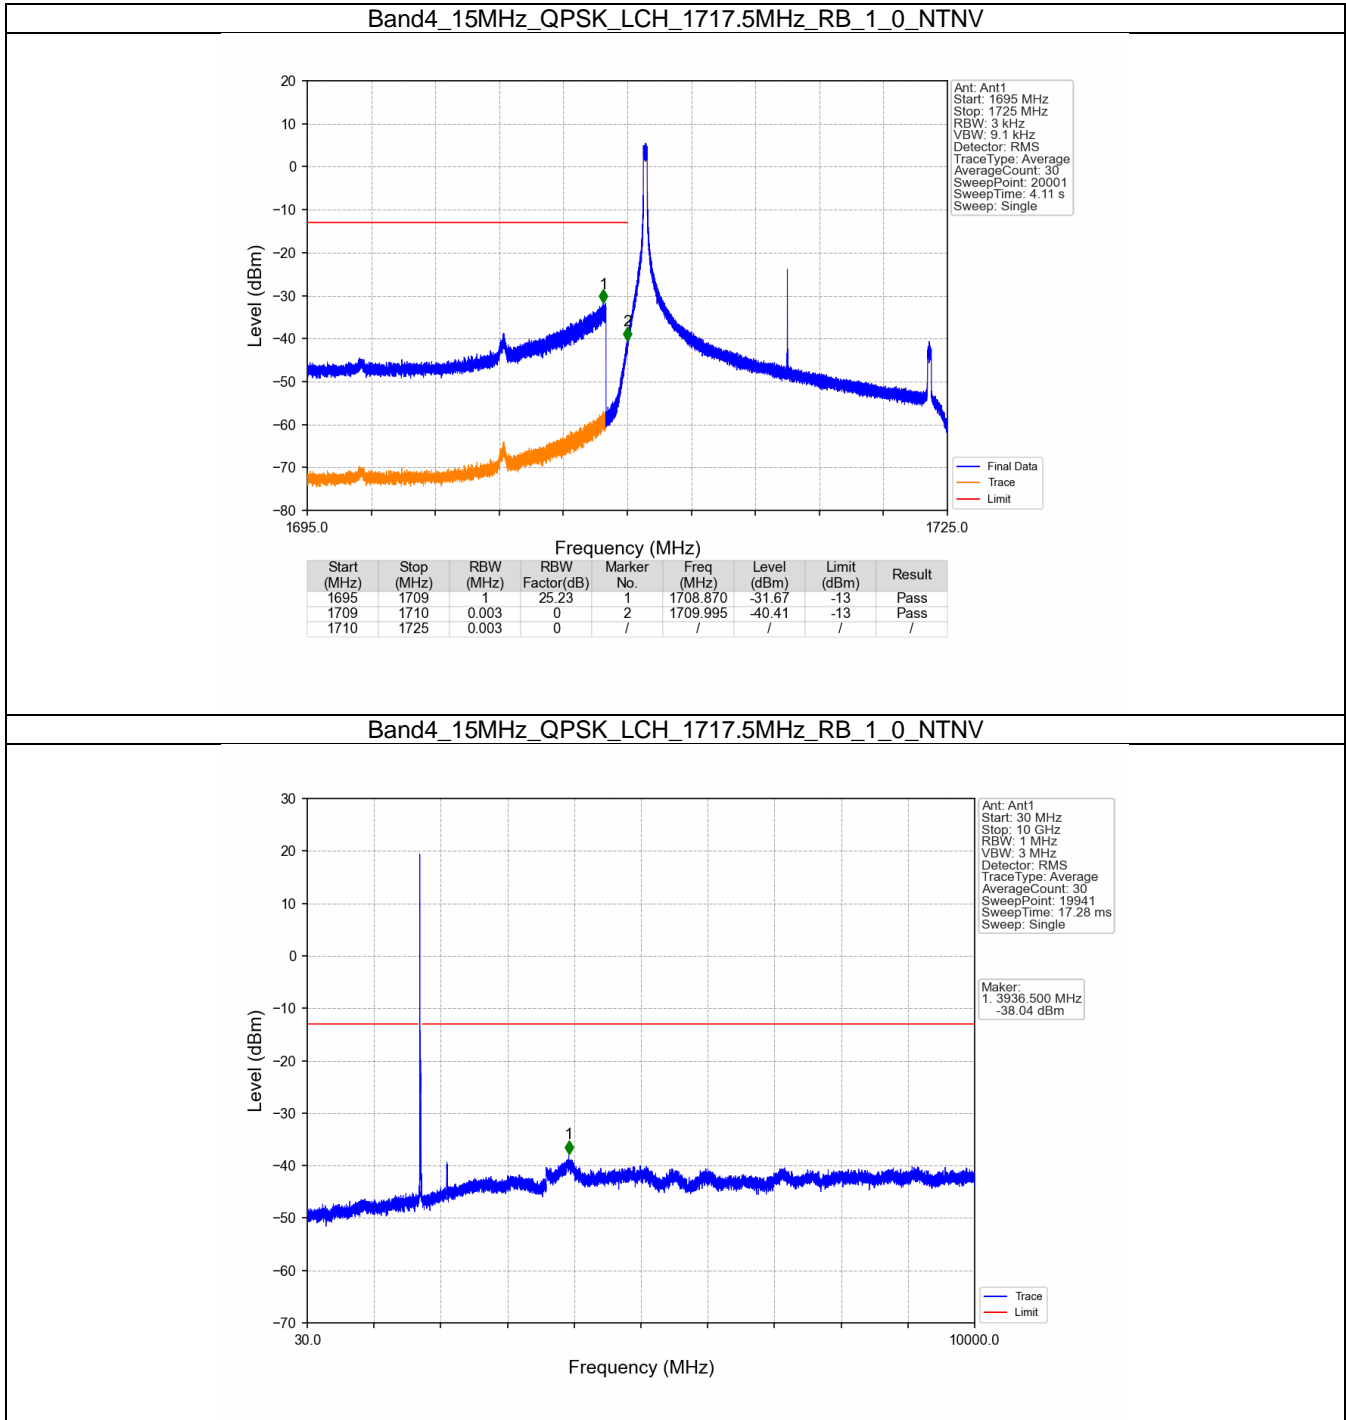 Band4_15MHz_QPSK_LCH_1717.5MHz_RB_1_0_NTNV
20
10
0
−10
−20
−30
−40
−50
−60
−70
−80
Level (dBm)
1
2
1695.0
1725.0
Frequency (MHz)
Ant: Ant1
Start: 1695 MHz
Stop: 1725 MHz
RBW: 3 kHz
VBW: 9.1 kHz
Detector: RMS
TraceType: Average
AverageCount: 30
SweepPoint: 20001
SweepTime: 4.11 s
Sweep: Single
Final Data
Trace
Limit
Start (MHz) Stop (MHz) RBW (MHz) RBW Factor(dB) Marker No. Freq (MHz) Level (dBm) Limit (dBm) Result
1695 1709 1 25.23 1 1708.870 -31.67 -13 Pass
1709 1710 0.003 0 2 1709.995 -40.41 -13 Pass
1710 1725 0.003 0 / / / / /
Band4_15MHz_QPSK_LCH_1717.5MHz_RB_1_0_NTNV
30
20
10
0
−10
−20
−30
−40
−50
−60
−70
Level (dBm)
1
30.0
10000.0
Frequency (MHz)
Ant: Ant1
Start: 30 MHz
Stop: 10 GHz
RBW: 1 MHz
VBW: 3 MHz
Detector: RMS
TraceType: Average
AverageCount: 30
SweepPoint: 19941
SweepTime: 17.28 ms
Sweep: Single
Maker:
1. 3936.500 MHz
-38.04 dBm
Trace
Limit